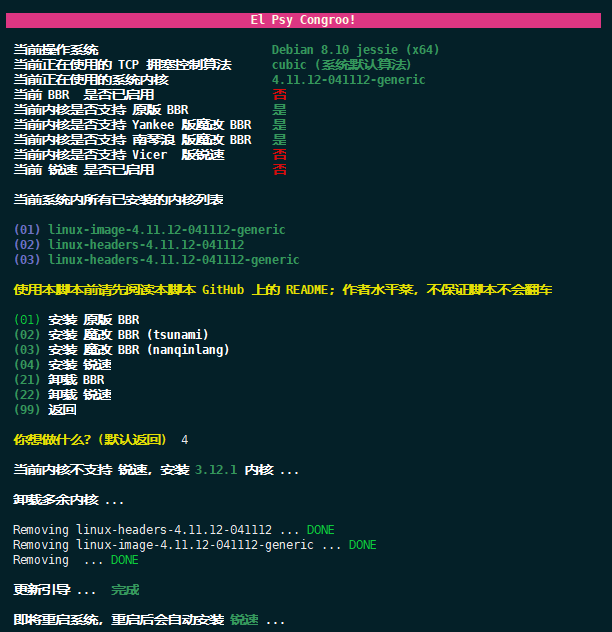 El Psy Congroo!
当前操作系统 Debian 8.10 jessie (x64)
当前正在使用的 TCP 拥塞控制算法 cubic (系统默认算法)
当前正在使用的系统内核 4.11.12-041112-generic
当前 BBR 是否已启用 否
当前内核是否支持 原版 BBR 是
当前内核是否支持 Yankee 版魔改 BBR 是
当前内核是否支持 南琴浪 版魔改 BBR 是
当前内核是否支持 Vicer 版锐速 否
当前 锐速 是否已启用 否
当前系统内所有已安装的内核列表
(01) linux-image-4.11.12-041112-generic
(02) linux-headers-4.11.12-041112
(03) linux-headers-4.11.12-041112-generic
使用本脚本前请先阅读本脚本 GitHub 上的 README; 作者水平菜, 不保证脚本不会翻车
(01) 安装 原版 BBR
(02) 安装 魔改 BBR (tsunami)
(03) 安装 魔改 BBR (nanqinlang)
(04) 安装 锐速
(21) 卸载 BBR
(22) 卸载 锐速
(99) 返回
你想做什么? (默认返回) 4
当前内核不支持 锐速, 安装 3.12.1 内核 ...
卸载多余内核 ...
Removing linux-headers-4.11.12-041112 ... DONE
Removing linux-image-4.11.12-041112-generic ... DONE
Removing  ... DONE
更新引导 ... 完成
即将重启系统, 重启后会自动安装 锐速 ...